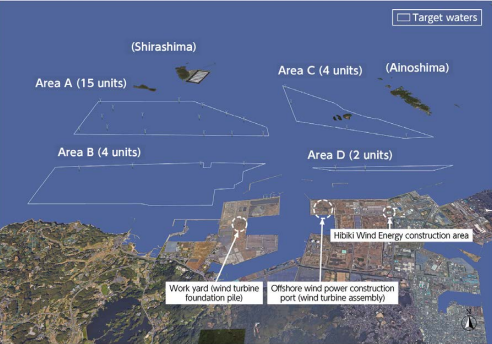 Target waters
(Shirashima)
Area A (15 units)
Area C (4 units)
(Ainoshima)
Area B (4 units)
Area D (2 units)
Hibiki Wind Energy construction area
Work yard (wind turbine
foundation pile)
Offshore wind power construction
port (wind turbine assembly)